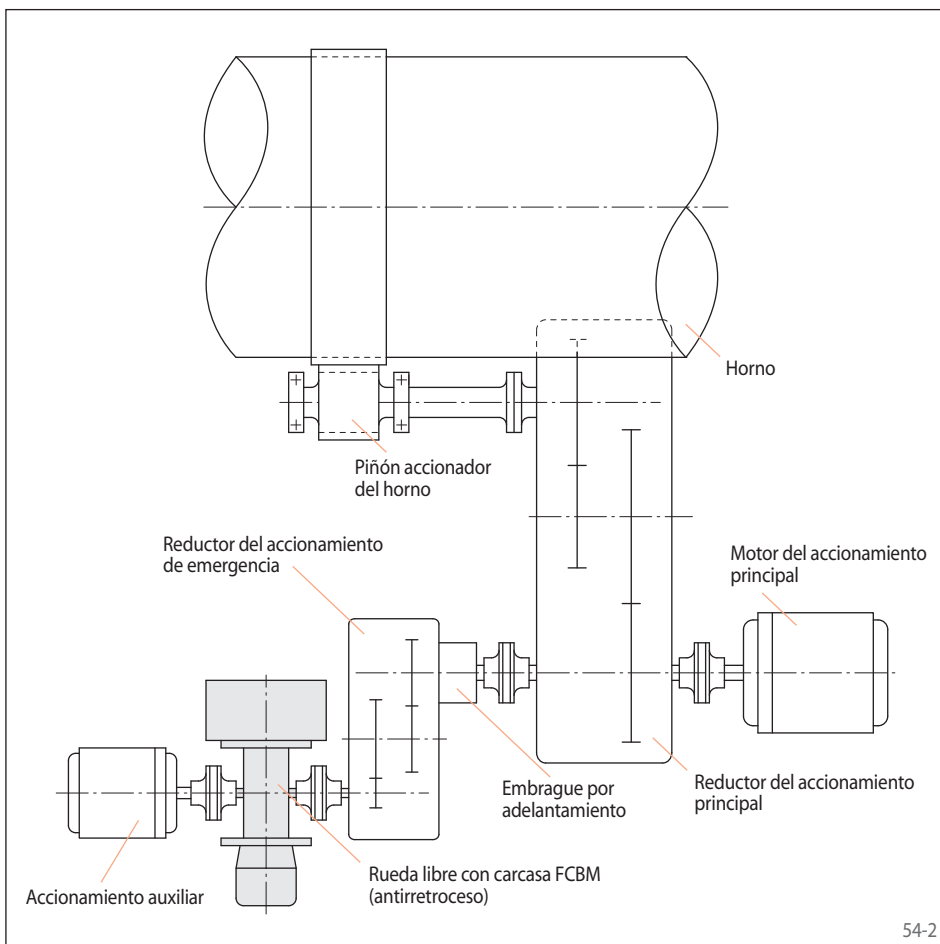 Horno
Piñón accionador
del horno
Reductor del accionamiento
de emergencia
Motor del accionamiento
principal
Embrague por
adelantamiento
Reductor del accionamiento
principal
Rueda libre con carcasa FCBM
(antirretroceso)
Accionamiento auxiliar
54-2